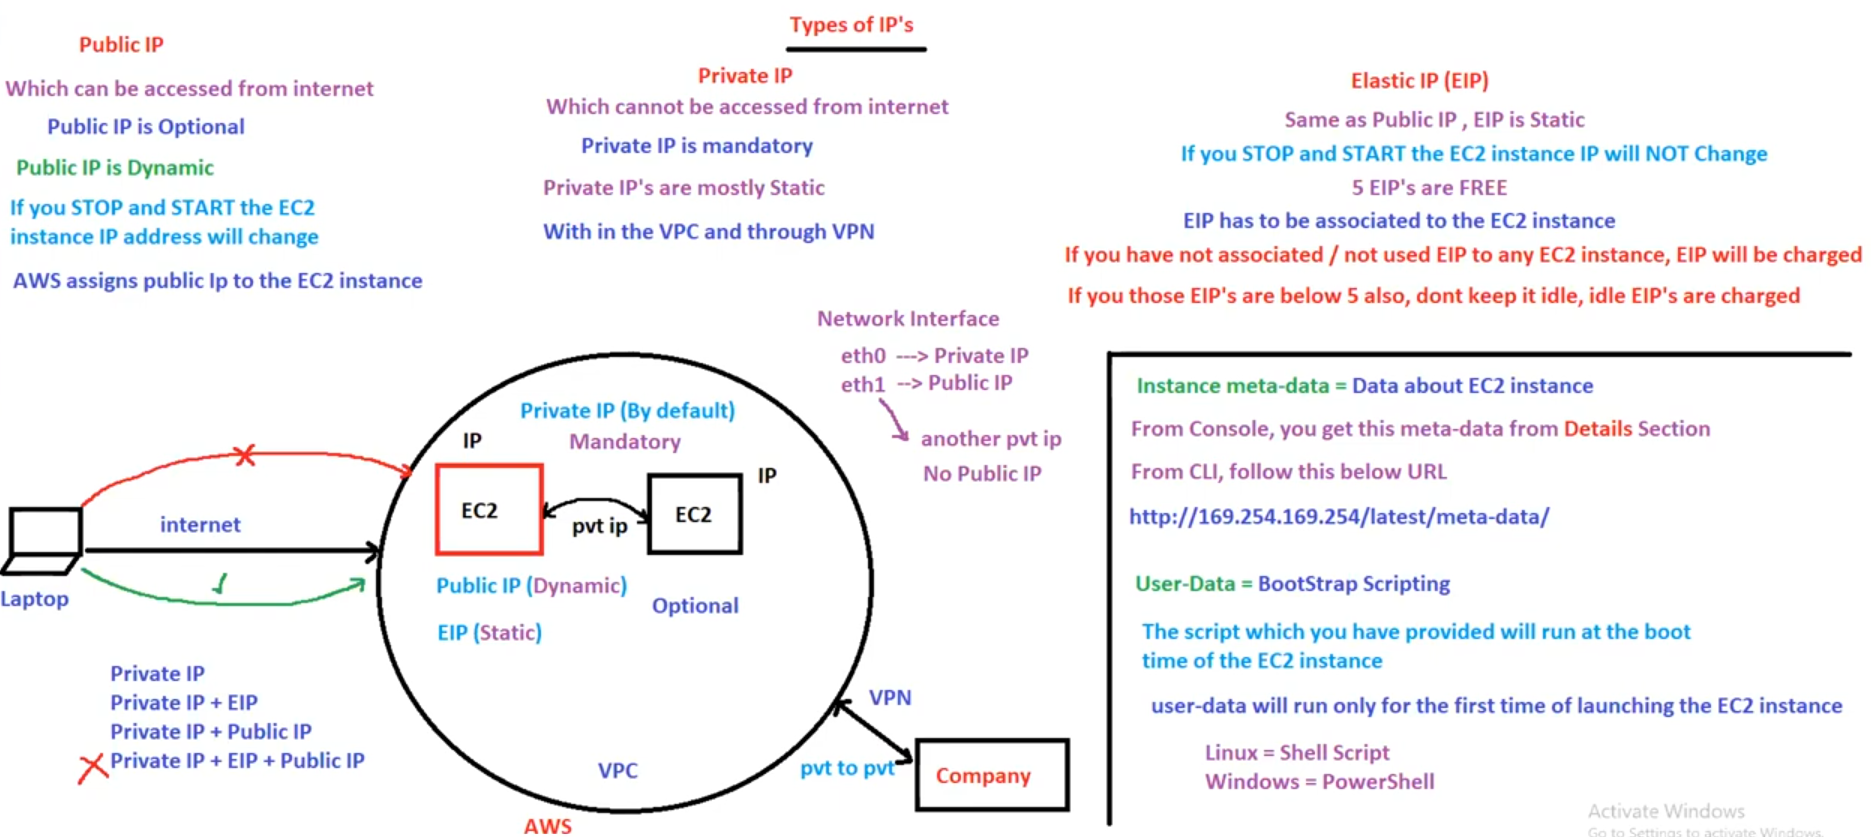 Types of IP's
Public IP
Which can be accessed from internet
Public IP is Optional
Public IP is Dynamic
If you STOP and START the EC2
instance IP address will change
AWS assigns public Ip to the EC2 instance
Private IP
Which cannot be accessed from internet
Private IP is mandatory
Private IP's are mostly Static
With in the VPC and through VPN
Elastic IP (EIP)
Same as Public IP , EIP is Static
If you STOP and START the EC2 instance IP will NOT Change
5 EIP's are FREE
EIP has to be associated to the EC2 instance
If you have not associated / not used EIP to any EC2 instance, EIP will be charged
If you those EIP's are below 5 also, dont keep it idle, idle EIP's are charged
Network Interface
eth0 ---> Private IP
eth1 --> Public IP
another pvt ip
No Public IP
Private IP (By default)
Mandatory
IP
EC2
pvt ip
EC2
IP
Public IP (Dynamic)
Optional
EIP (Static)
internet
Laptop
Private IP
Private IP + EIP
Private IP + Public IP
Private IP + EIP + Public IP
VPC
AWS
VPN
pvt to pvt
Company
Instance meta-data = Data about EC2 instance
From Console, you get this meta-data from Details Section
From CLI, follow this below URL
http://169.254.169.254/latest/meta-data/
User-Data = BootStrap Scripting
The script which you have provided will run at the boot
time of the EC2 instance
user-data will run only for the first time of launching the EC2 instance
Linux = Shell Script
Windows = PowerShell
Activate Windows
Go to Settings to activate Windows.